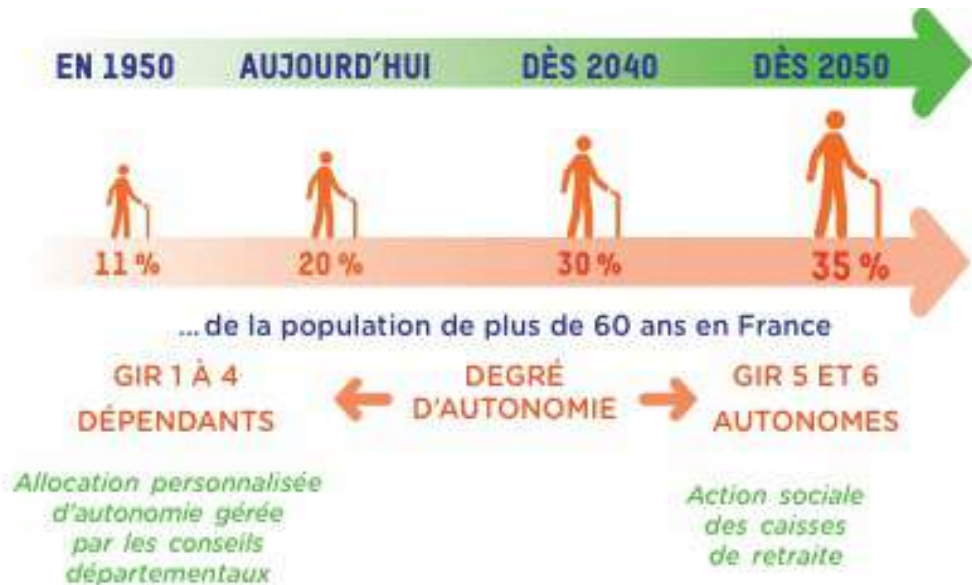 EN 1950 AUJOURD'HUI DÈS 2040 DÈS 2050
11 % 20 % 30 % 35 %
... de la population de plus de 60 ans en France
GIR 1 À 4
DÉPENDANTS
DEGRÉ
D'AUTONOMIE
GIR 5 ET 6
AUTONOMES
Allocation personnalisée
d'autonomie gérée
par les conseils
départementaux
Action sociale
des caisses
de retraite